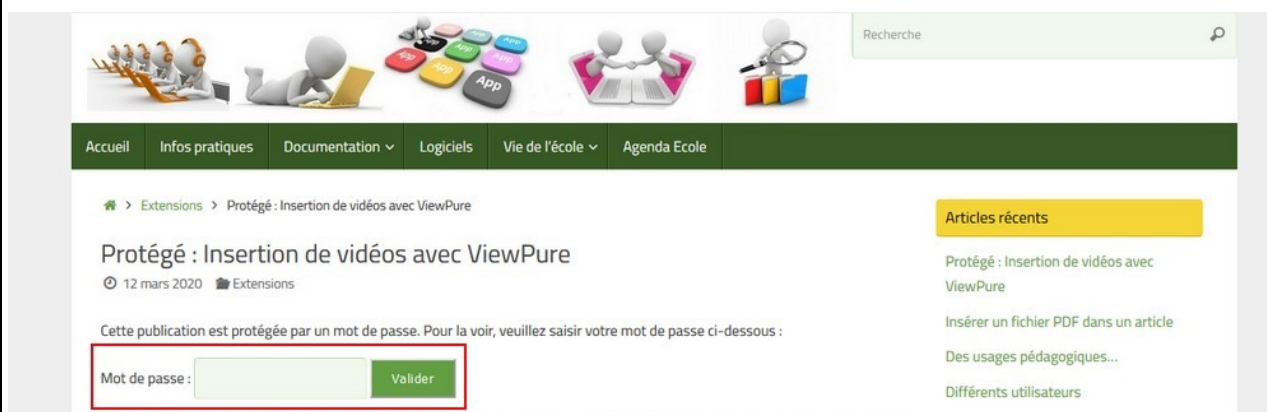 App
App
App
App
App
Recherche
Accueil Infos pratiques Documentation Logiciels Vie de l'école Agenda Ecole
> Extensions > Protégé : Insertion de vidéos avec ViewPure
Protégé : Insertion de vidéos avec ViewPure
12 mars 2020 Extensions
Cette publication est protégée par un mot de passe. Pour la voir, veuillez saisir votre mot de passe ci-dessous :
Mot de passe : Valider
Articles récents
Protégé : Insertion de vidéos avec
ViewPure
Insérer un fichier PDF dans un article
Des usages pédagogiques...
Différents utilisateurs